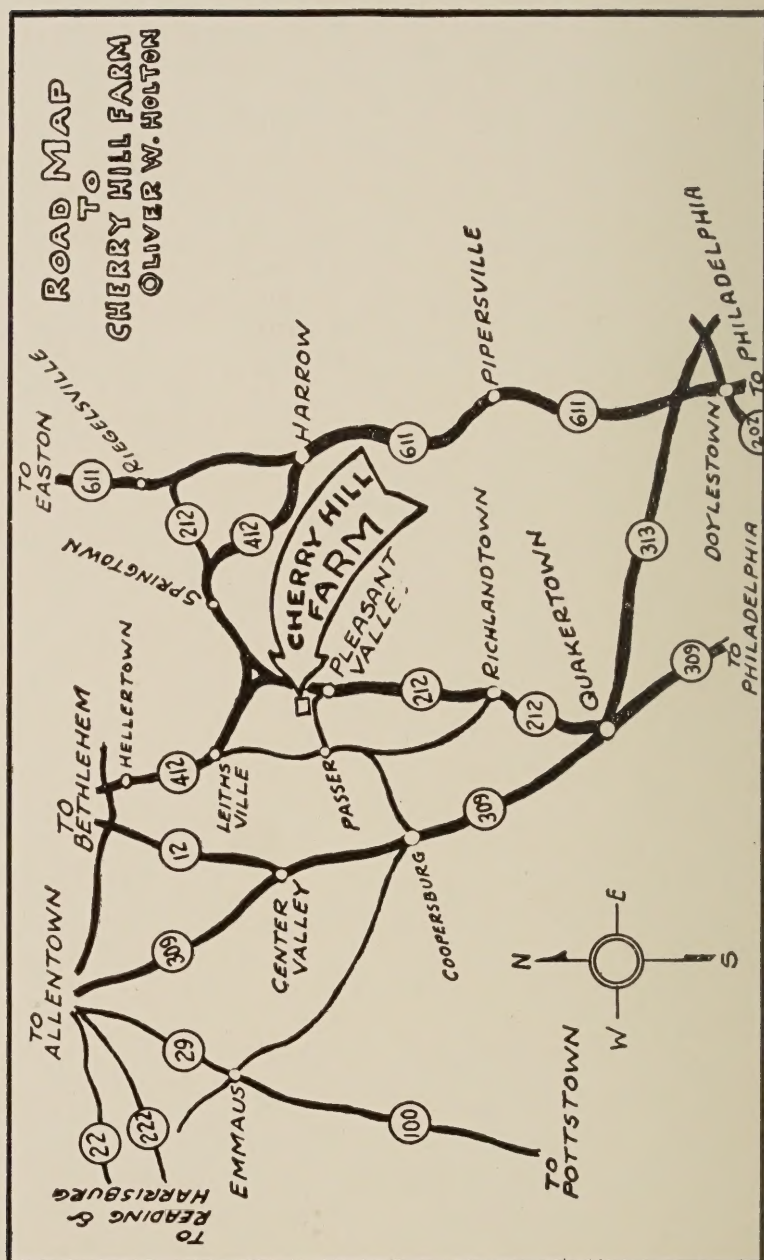 ROAD MAP
TO
CHERRY HILL FARM
OLIVER W. HOLTON
TO
READING &
HARRISBURG
22
222
TO
ALLENTOWN
29
309
TO
BETHLEHEM
12
412
HELLERTOWN
LEITHS
VILLE
SPRINGTOWN
212
412
TO
EASTON
611
RIEGELSVILLE
HARROW
611
PIPERSVILLE
611
CHERRY HILL
FARM
PLEASANT
VALLEY
212
RICHLANDTOWN
212
QUAKERTOWN
PASSER
EMMAUS
100
TO
POTTSTOWN
CENTER
VALLEY
COOPERSBURG
309
309
TO
PHILADELPHIA
313
DOYLESTOWN
202
TO PHILADELPHIA
N
W
E
S